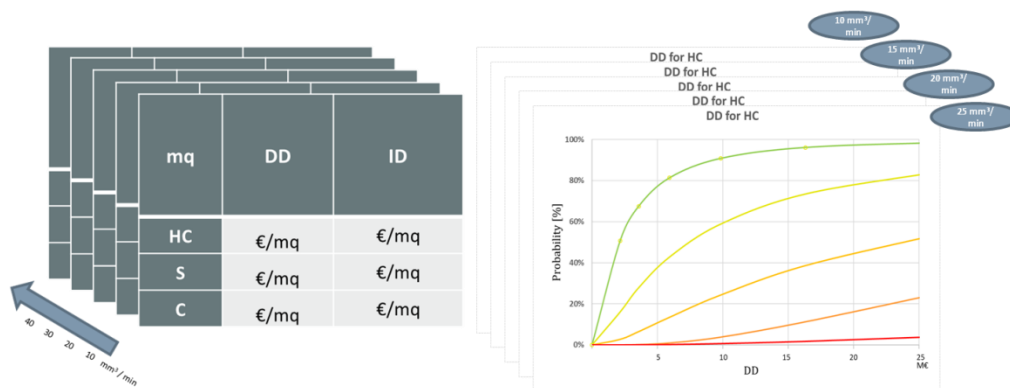 mq DD ID
HC €/mq €/mq
S €/mq €/mq
C €/mq €/mq
40 30 20 10 mm³/min
10 mm³/
min
15 mm³/
min
20 mm³/
min
25 mm³/
min
DD for HC
DD for HC
DD for HC
DD for HC
DD for HC
Probability [%]
100%
80%
60%
40%
20%
0%
5 10 15 20 25
M€
DD